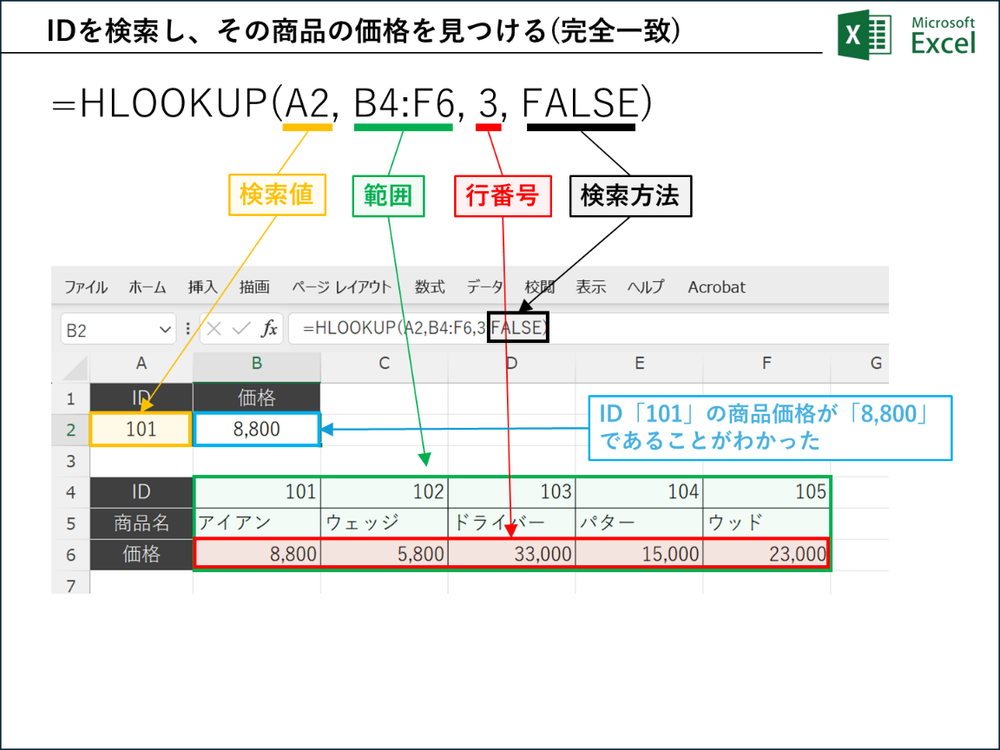 IDを検索し、その商品の価格を見つける(完全一致)
Microsoft
Excel
=HLOOKUP(A2, B4:F6, 3, FALSE)
検索値 範囲 行番号 検索方法
ファイル ホーム 挿入 描画 ページ レイアウト 数式 データ 校閲 表示 ヘルプ Acrobat
B2 fx =HLOOKUP(A2,B4:F6,3,FALSE)
A B C D E F G
1 ID 価格
2 101 8,800
ID「101」の商品価格が「8,800」
であることがわかった
3
4 ID 101 102 103 104 105
5 商品名 アイアン ウェッジ ドライバー パター ウッド
6 価格 8,800 5,800 33,000 15,000 23,000
7